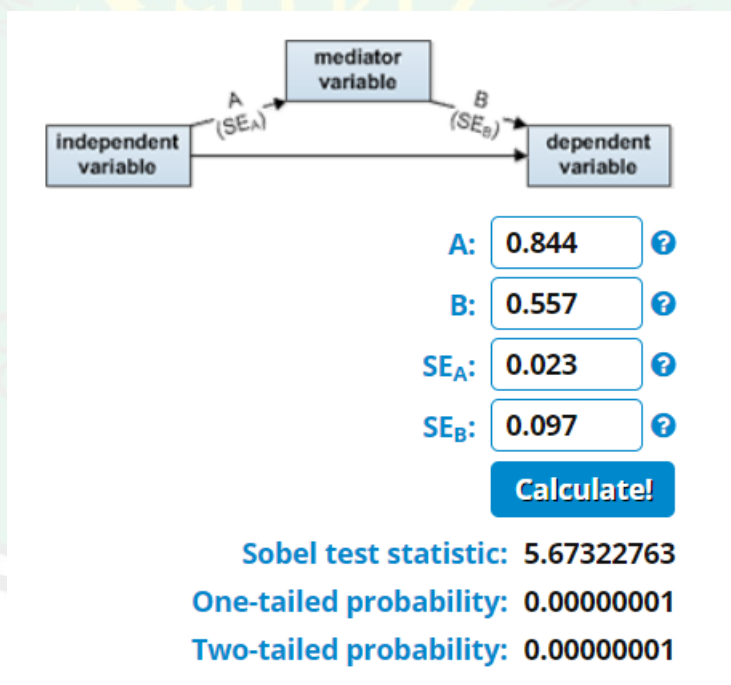 mediator
variable
A
(SEA)
B
(SEB)
independent
variable
dependent
variable
A: 0.844
B: 0.557
SEA: 0.023
SEB: 0.097
Calculate!
Sobel test statistic: 5.67322763
One-tailed probability: 0.00000001
Two-tailed probability: 0.00000001